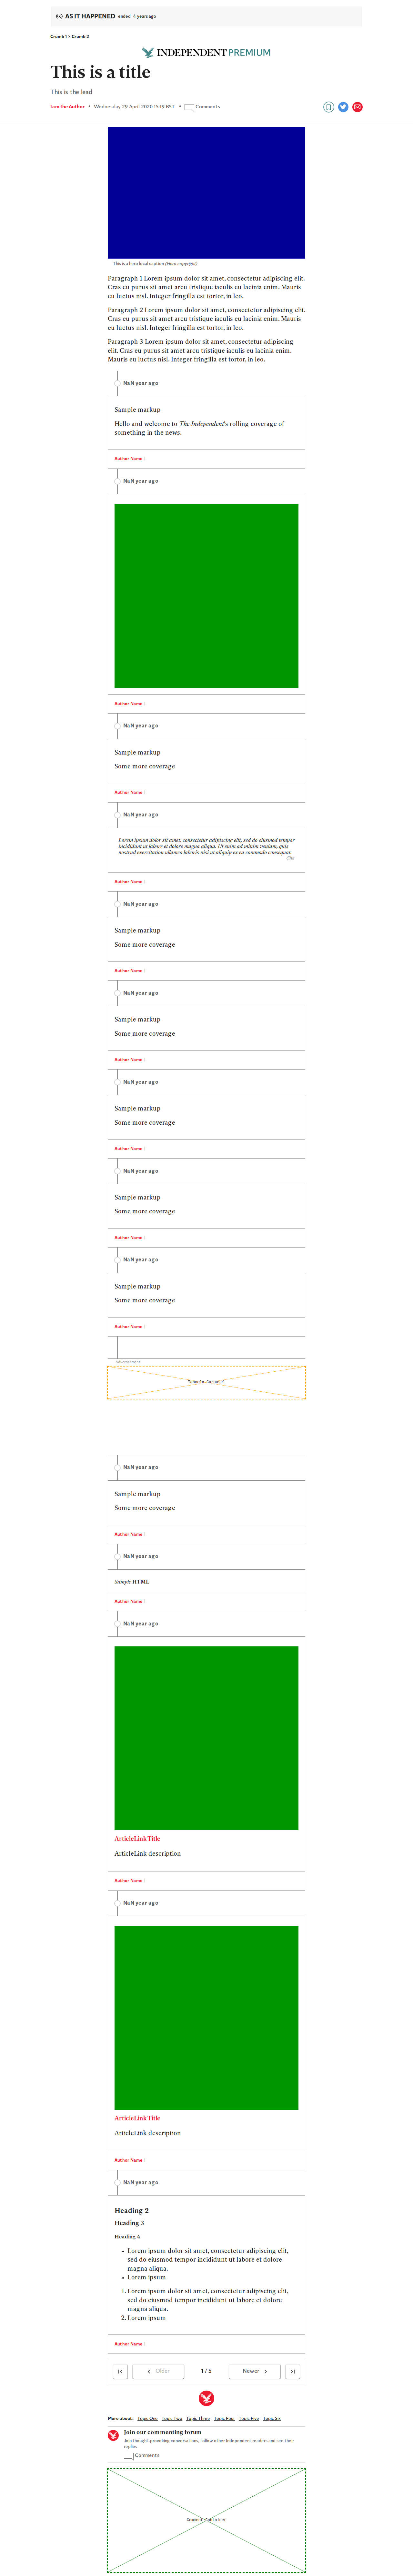 AS IT HAPPENED ended 4 years ago
Crumb 1 > Crumb 2
INDEPENDENT PREMIUM
This is a title
This is the lead
I am the Author • Wednesday 29 April 2020 15:19 BST • Comments
This is a hero local caption (Hero copyright)
Paragraph 1 Lorem ipsum dolor sit amet, consectetur adipiscing elit.
Cras eu purus sit amet arcu tristique iaculis eu lacinia enim. Mauris
eu luctus nisl. Integer fringilla est tortor, in leo.
Paragraph 2 Lorem ipsum dolor sit amet, consectetur adipiscing elit.
Cras eu purus sit amet arcu tristique iaculis eu lacinia enim. Mauris
eu luctus nisl. Integer fringilla est tortor, in leo.
Paragraph 3 Lorem ipsum dolor sit amet, consectetur adipiscing
elit. Cras eu purus sit amet arcu tristique iaculis eu lacinia
enim. Mauris eu luctus nisl. Integer fringilla est tortor, in leo.
NaN year ago
Sample markup
Hello and welcome to The Independent's rolling coverage of
something in the news.
Author Name
NaN year ago
Author Name
NaN year ago
Sample markup
Some more coverage
Author Name
NaN year ago
Lorem ipsum dolor sit amet, consectetur adipiscing elit, sed do eiusmod tempor
incididunt ut labore et dolore magna aliqua. Ut enim ad minim veniam, quis
nostrud exercitation ullamco laboris nisi ut aliquip ex ea commodo consequat.
Author Name
NaN year ago
Sample markup
Some more coverage
Author Name
NaN year ago
Sample markup
Some more coverage
Author Name
NaN year ago
Sample markup
Some more coverage
Author Name
NaN year ago
Sample markup
Some more coverage
Author Name
NaN year ago
Sample markup
Some more coverage
Author Name
Advertisement
Taboola Carousel
NaN year ago
Sample markup
Some more coverage
Author Name
NaN year ago
Sample HTML
Author Name
NaN year ago
ArticleLinkTitle
ArticleLink description
Author Name
NaN year ago
ArticleLinkTitle
ArticleLink description
Author Name
NaN year ago
Heading 2
Heading 3
Heading 4
• Lorem ipsum dolor sit amet, consectetur adipiscing elit,
sed do eiusmod tempor incididunt ut labore et dolore
magna aliqua.
• Lorem ipsum
1. Lorem ipsum dolor sit amet, consectetur adipiscing elit,
sed do eiusmod tempor incididunt ut labore et dolore
magna aliqua.
2. Lorem ipsum
Author Name
Older 1 / 5 Newer
More about: Topic One Topic Two Topic Three Topic Four Topic Five Topic Six
Join our commenting forum
Join thought-provoking conversations, follow other Independent readers and see their
replies
Comments
Comment Container